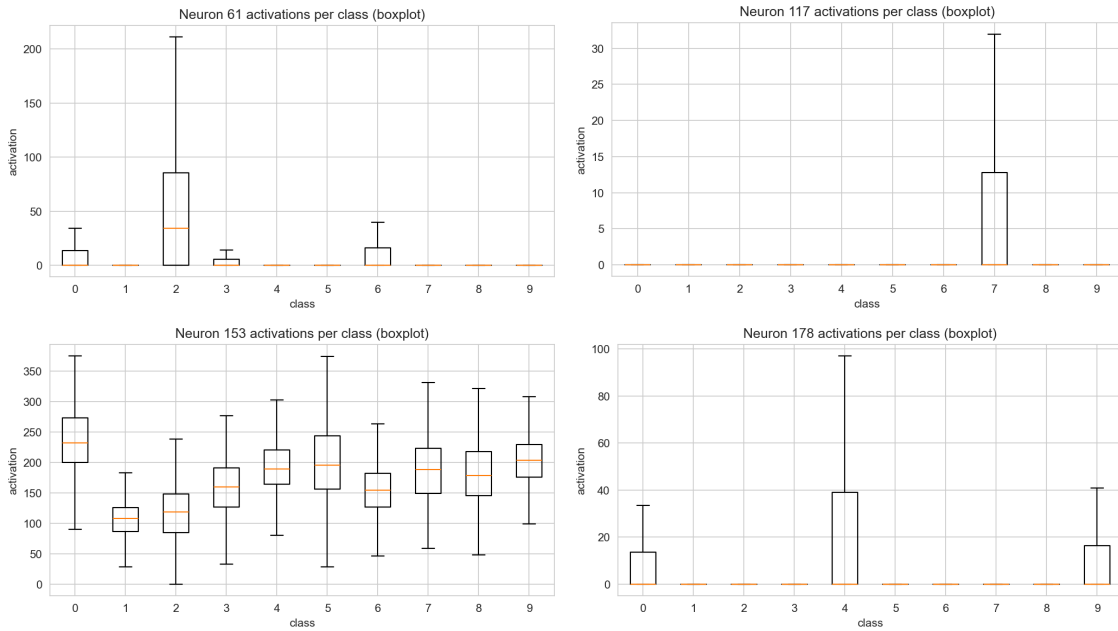 Neuron 61 activations per class (boxplot)
activation
200
150
100
50
0
0 1 2 3 4 5 6 7 8 9
class
Neuron 117 activations per class (boxplot)
activation
30
25
20
15
10
5
0
0 1 2 3 4 5 6 7 8 9
class
Neuron 153 activations per class (boxplot)
activation
350
300
250
200
150
100
50
0
0 1 2 3 4 5 6 7 8 9
class
Neuron 178 activations per class (boxplot)
activation
100
80
60
40
20
0
0 1 2 3 4 5 6 7 8 9
class